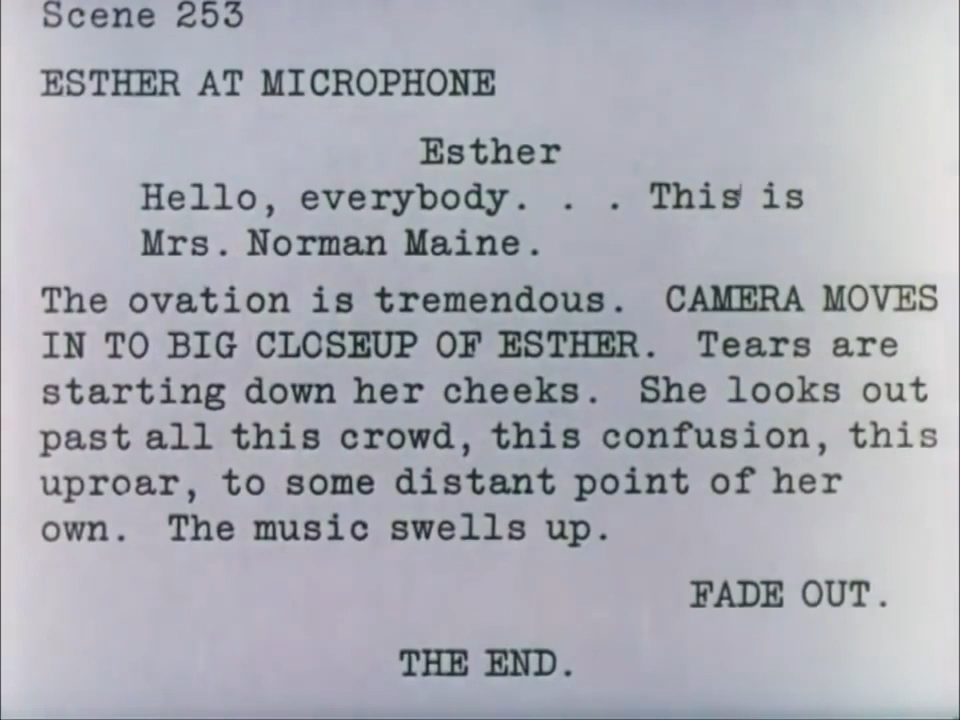 Scene 253
ESTHER AT MICROPHONE
Esther
Hello, everybody. . . This is
Mrs. Norman Maine.
The ovation is tremendous. CAMERA MOVES
IN TO BIG CLCSEUP OF ESTHER. Tears are
starting down her cheeks. She looks out
past all this crowd, this confusion, this
uproar, to some distant point of her
own. The music swells up.
FADE OUT.
THE END.